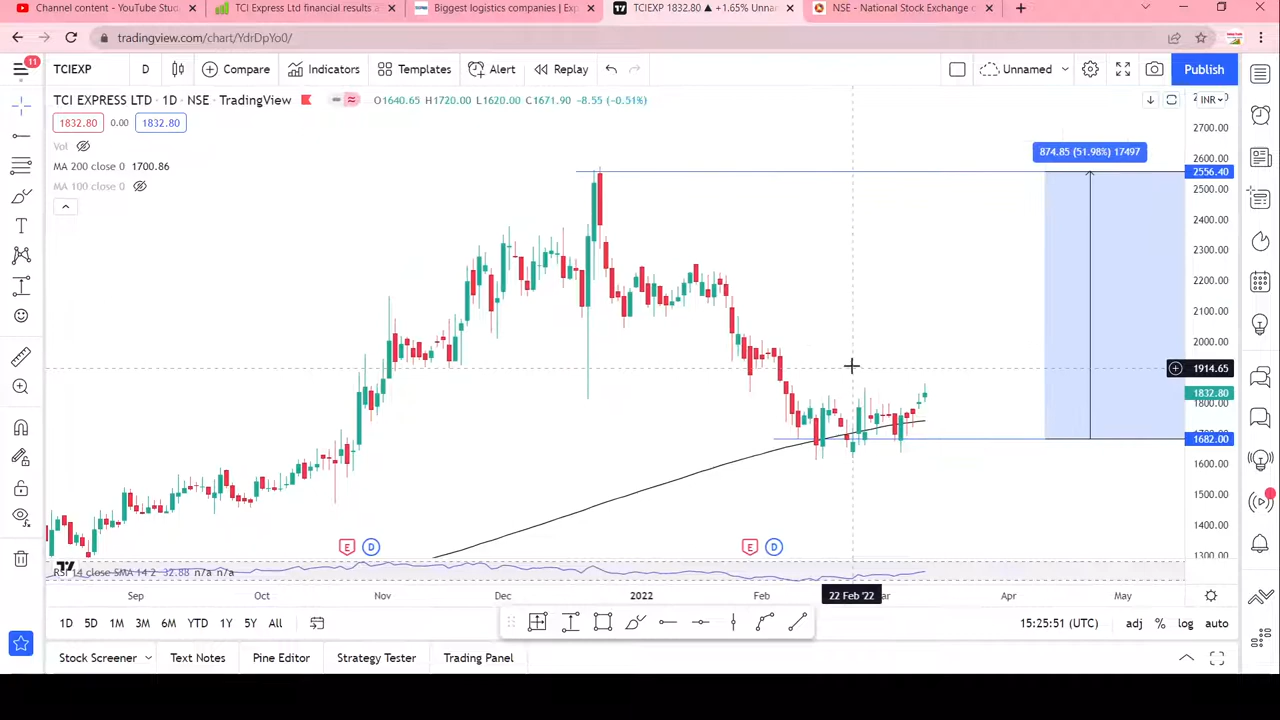 Channel content - YouTube Stud
TCI Express Ltd financial results a
Biggest logistics companies | Exp
TCIEXP 1832.80 ▲ +1.65% Unnan
NSE - National Stock Exchange o
tradingview.com/chart/YdrDpYo0/
11
TCIEXP
D
Compare
Indicators
Templates
Alert
Replay
Unnamed
Publish
TCI EXPRESS LTD · 1D · NSE · TradingView
O1640.65 H1720.00 L1620.00 C1671.90 -8.55 (-0.51%)
INR
1832.80
0.00
1832.80
Vol
MA 200 close 0 1700.86
MA 100 close 0
874.85 (51.98%) 17497
2700.00
2600.00
2556.40
2500.00
2400.00
2300.00
2200.00
2100.00
2000.00
1914.65
1832.80
1800.00
1682.00
1600.00
1500.00
1400.00
1300.00
E
D
E
D
RSI 14 close SMA 14 2 32.88 n/a n/a
Sep
Oct
Nov
Dec
2022
Feb
22 Feb '22
Apr
May
1D
5D
1M
3M
6M
YTD
1Y
5Y
All
15:25:51 (UTC)
adj
%
log
auto
Stock Screener
Text Notes
Pine Editor
Strategy Tester
Trading Panel